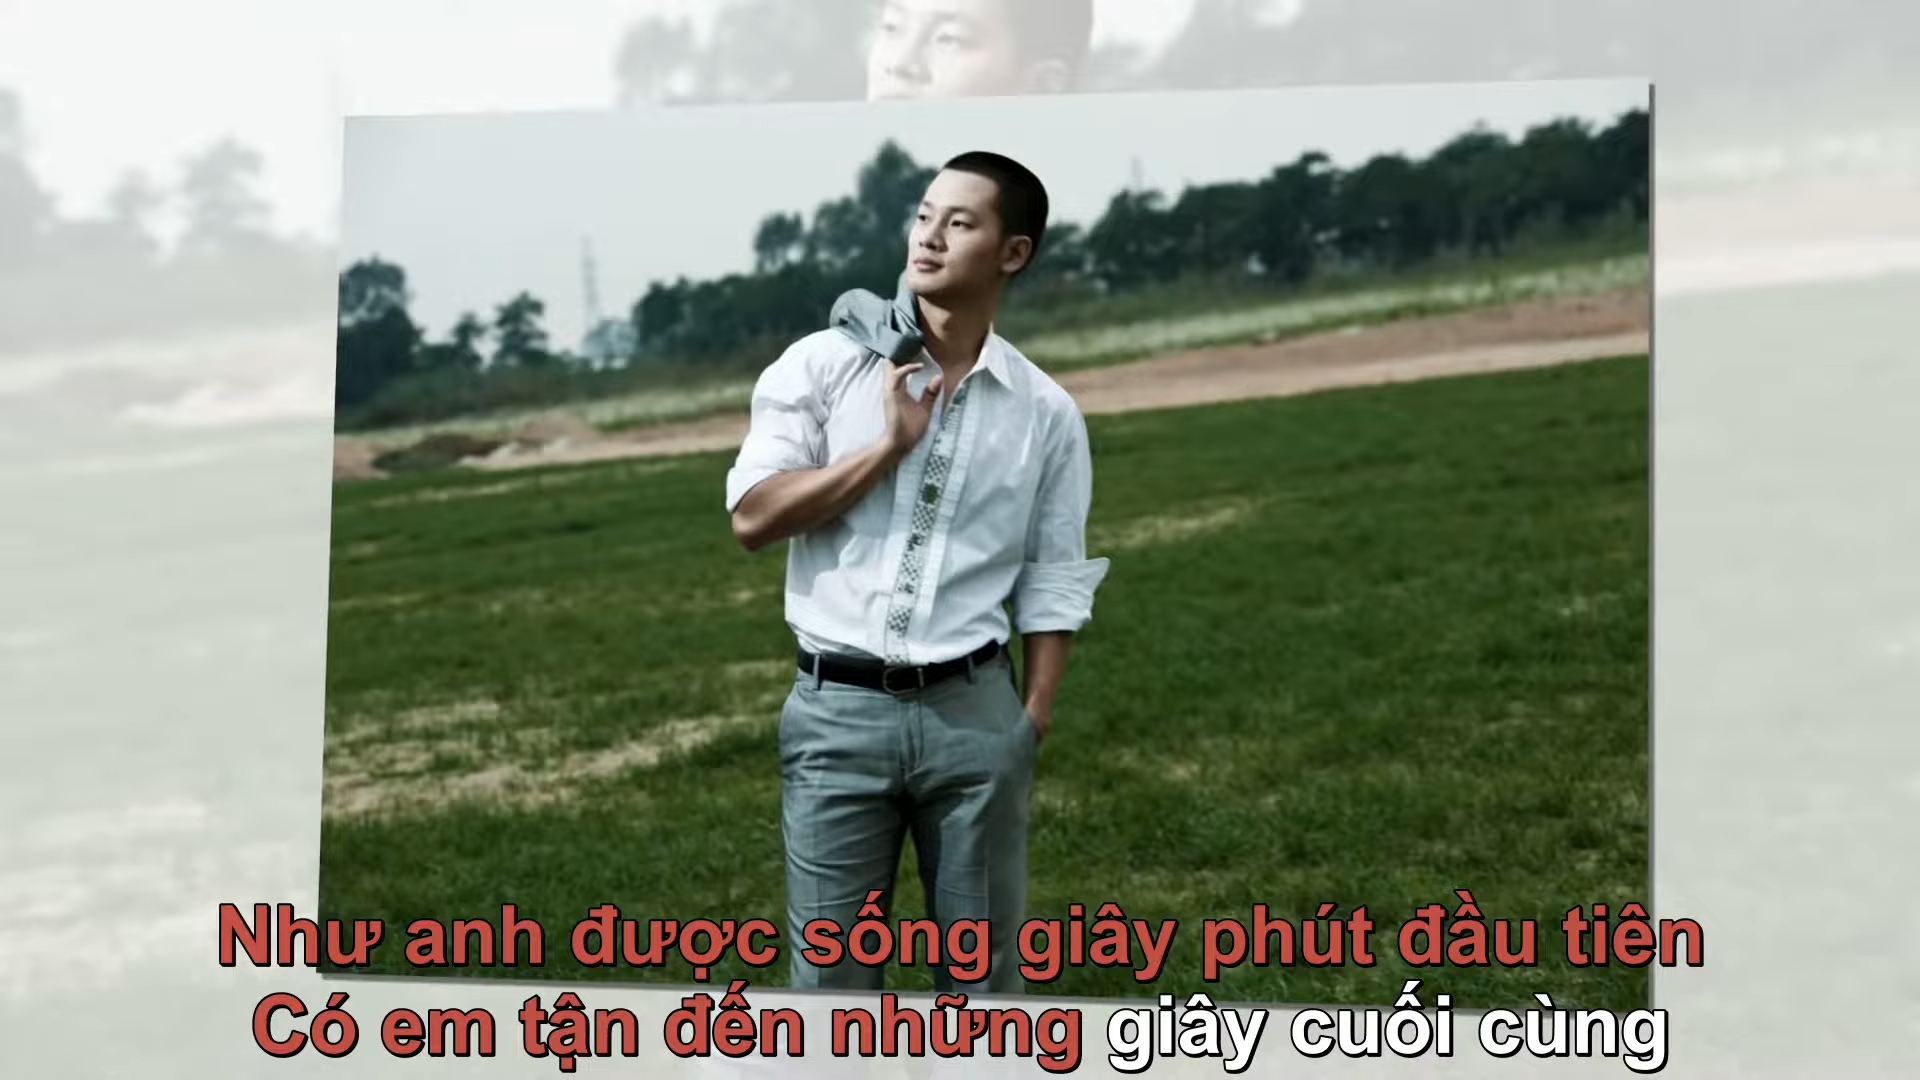 Như anh được sống giây phút đầu tiên
Có em tận đến những giây cuối cùng